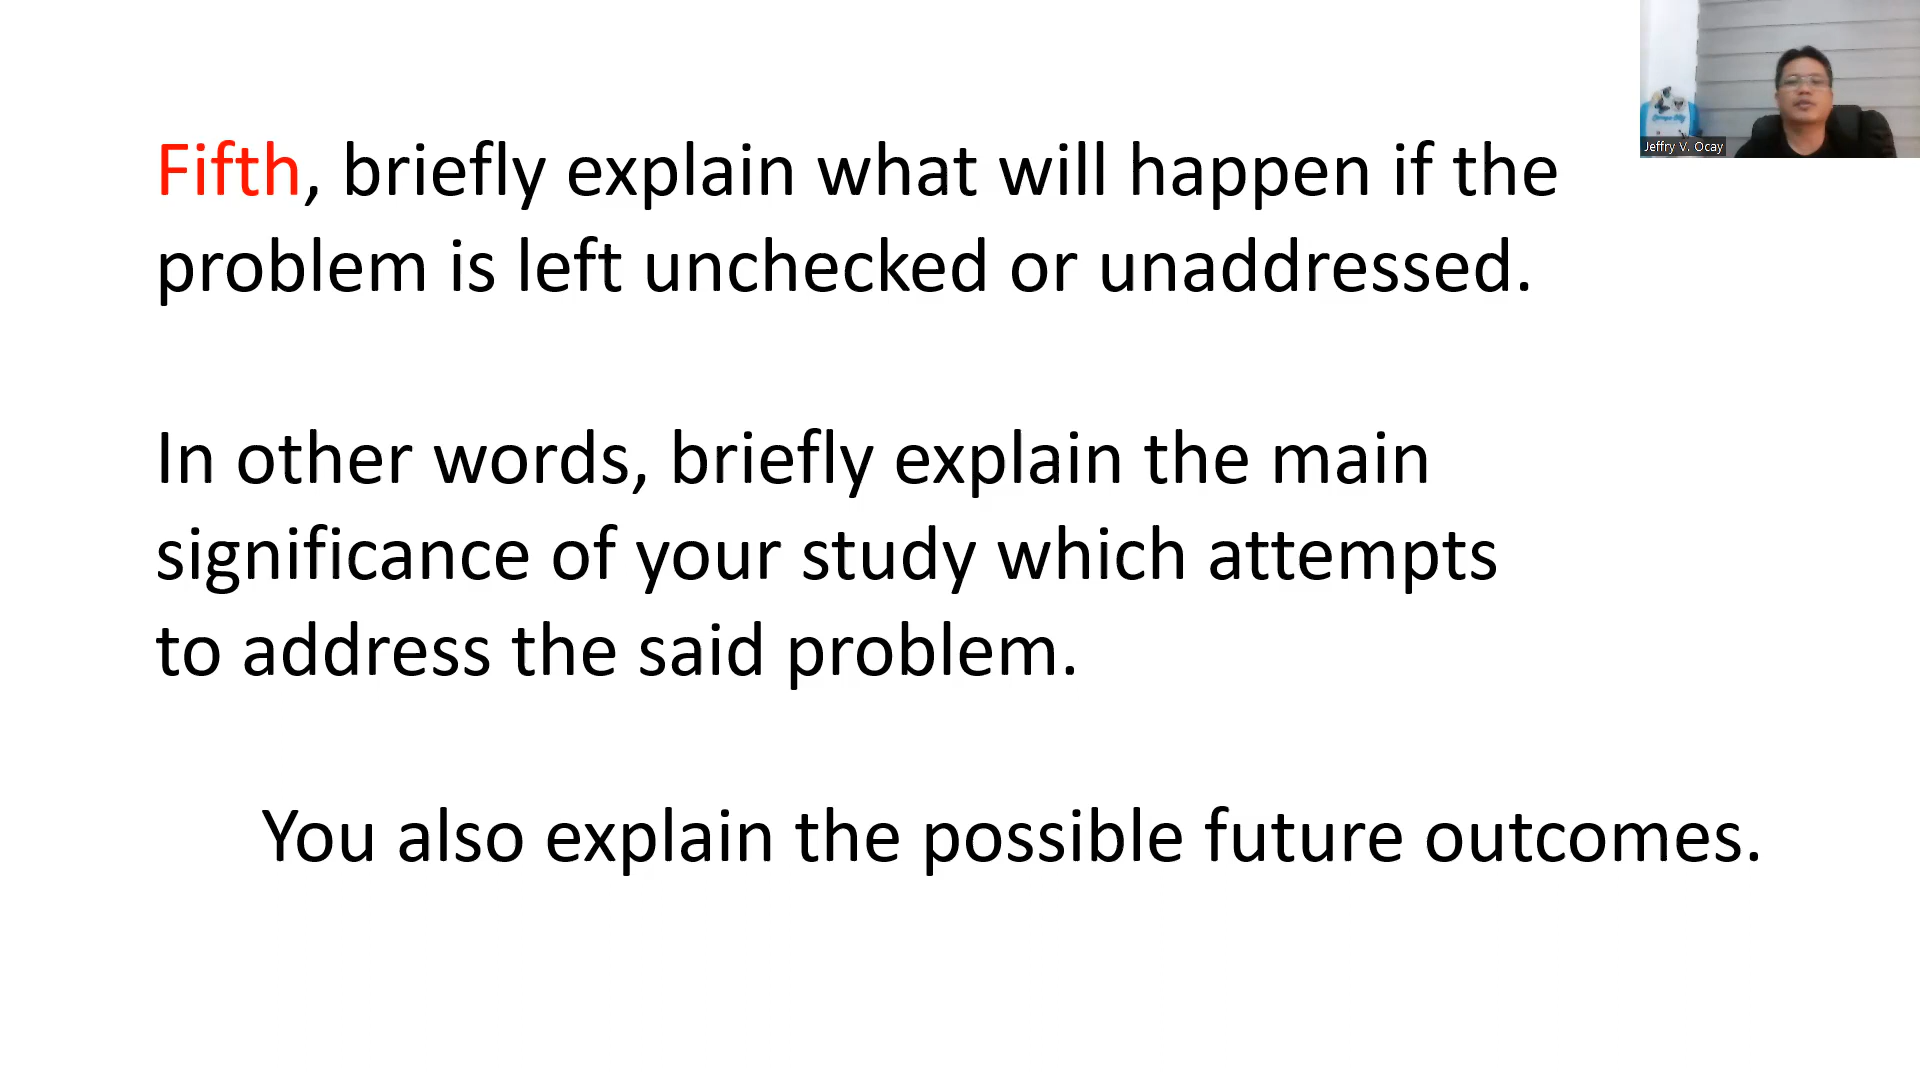 Fifth, briefly explain what will happen if the
problem is left unchecked or unaddressed.
In other words, briefly explain the main
significance of your study which attempts
to address the said problem.
You also explain the possible future outcomes.
Jeffry V. Ocay